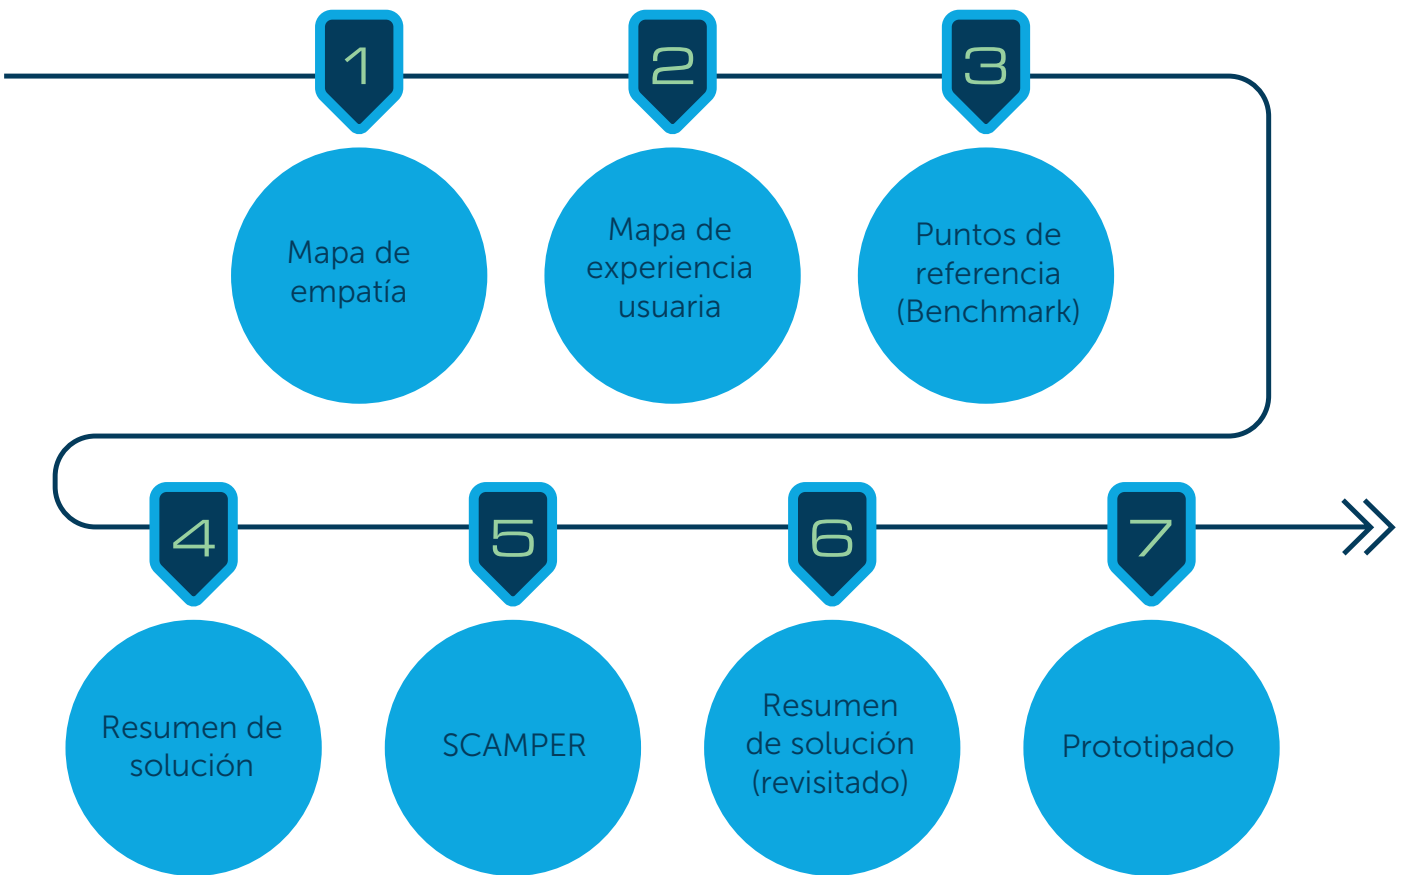 1
2
3
Mapa de
empatía
Mapa de
experiencia
usuaria
Puntos de
referencia
(Benchmark)
4
5
6
7
Resumen de
solución
SCAMPER
Resumen
de solución
(revisitado)
Prototipado